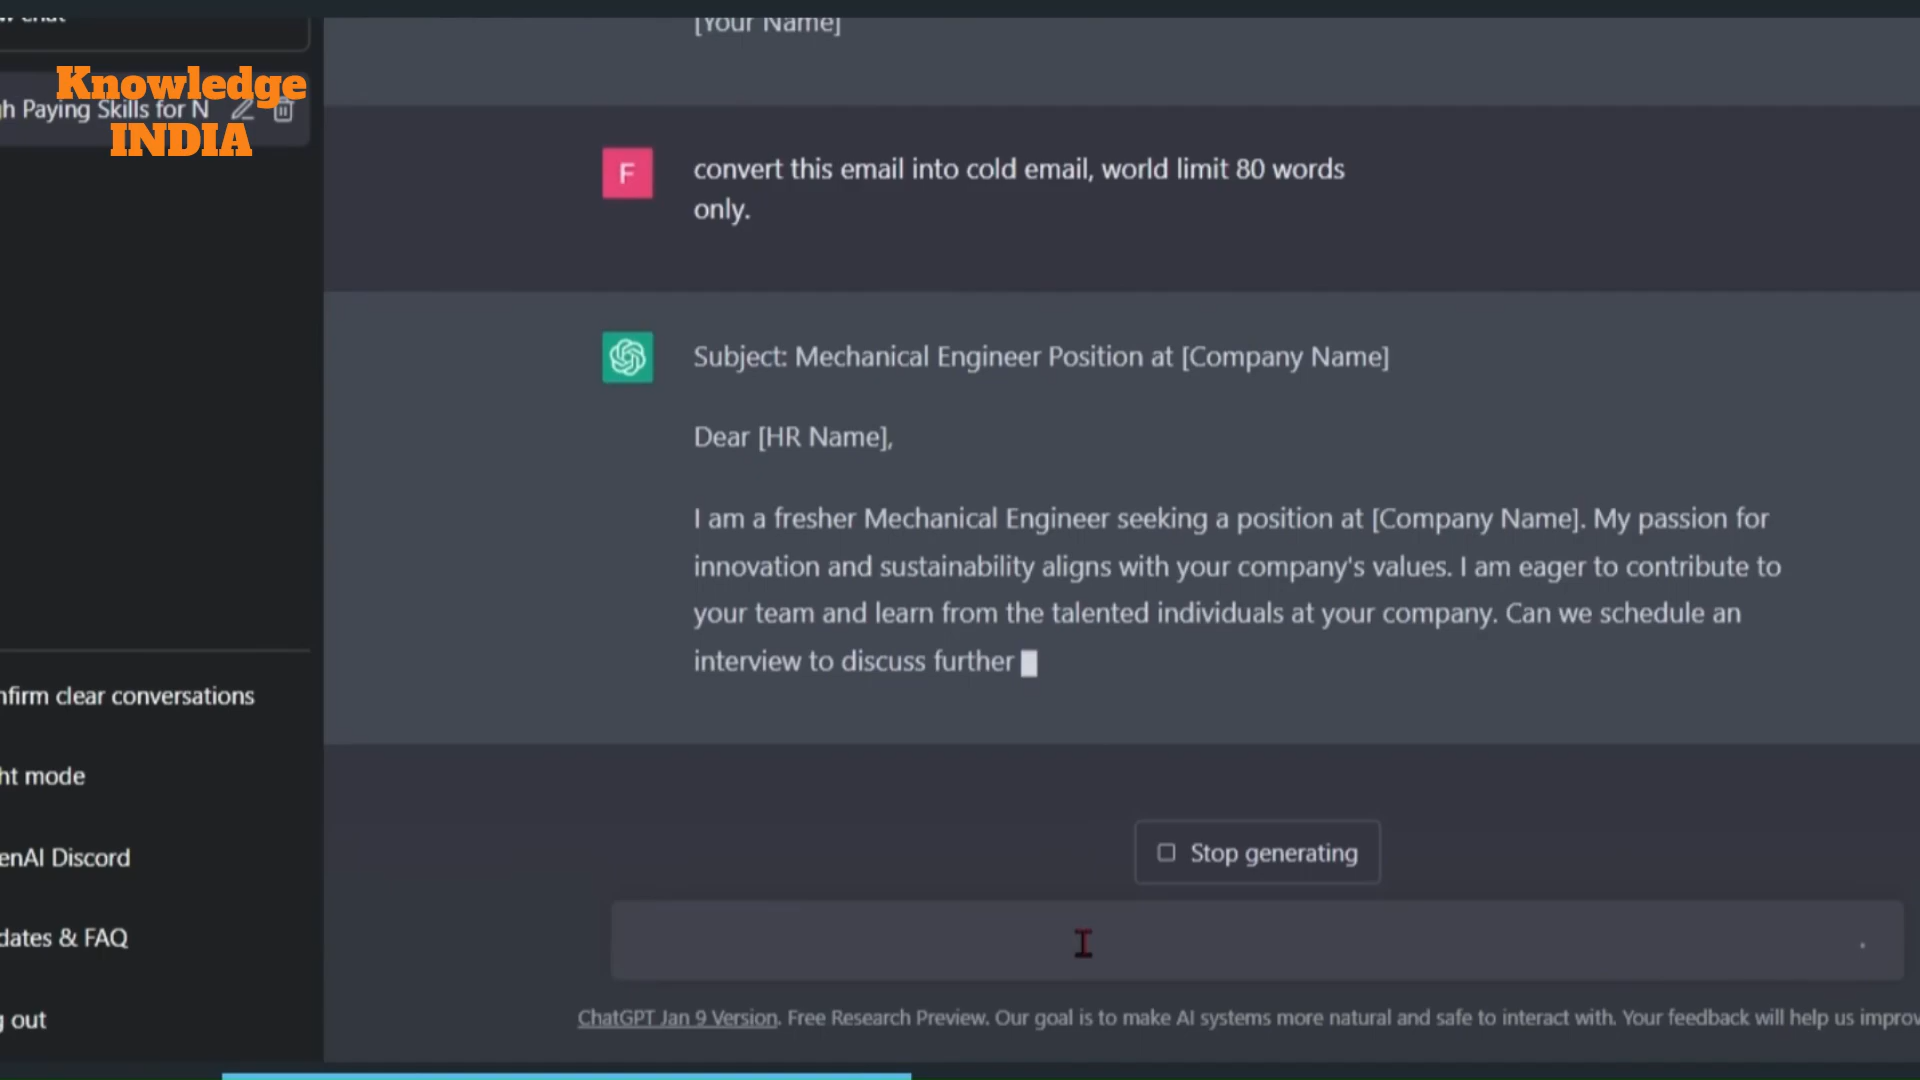 [Your Name]
Knowledge
INDIA
h Paying Skills for N
F
convert this email into cold email, world limit 80 words
only.
Subject: Mechanical Engineer Position at [Company Name]
Dear [HR Name],
I am a fresher Mechanical Engineer seeking a position at [Company Name]. My passion for
innovation and sustainability aligns with your company's values. I am eager to contribute to
your team and learn from the talented individuals at your company. Can we schedule an
interview to discuss further
nfirm clear conversations
ht mode
enAI Discord
dates & FAQ
g out
Stop generating
ChatGPT Jan 9 Version. Free Research Preview. Our goal is to make AI systems more natural and safe to interact with. Your feedback will help us improv